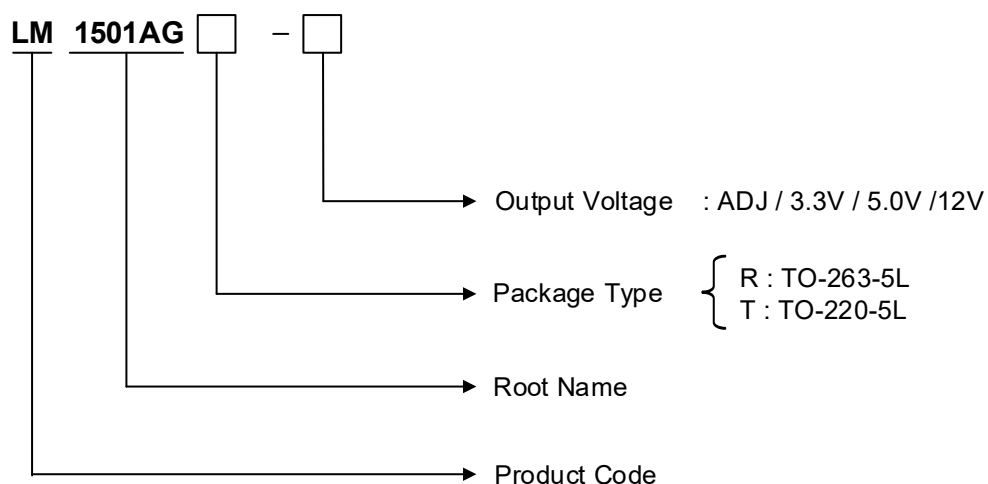 LM 1501AG –
Output Voltage : ADJ / 3.3V / 5.0V /12V
Package Type
R : TO-263-5L
T : TO-220-5L
Root Name
Product Code